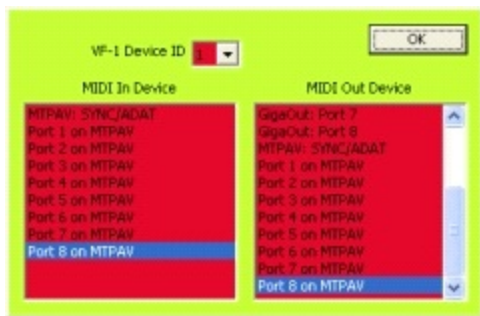 VF-1 Device ID 1
OK
MIDI In Device
MTPAV: SYNC/ADAT
Port 1 on MTPAV
Port 2 on MTPAV
Port 3 on MTPAV
Port 4 on MTPAV
Port 5 on MTPAV
Port 6 on MTPAV
Port 7 on MTPAV
Port 8 on MTPAV
MIDI Out Device
GigaOut: Port 7
GigaOut: Port 8
MTPAV: SYNC/ADAT
Port 1 on MTPAV
Port 2 on MTPAV
Port 3 on MTPAV
Port 4 on MTPAV
Port 5 on MTPAV
Port 6 on MTPAV
Port 7 on MTPAV
Port 8 on MTPAV